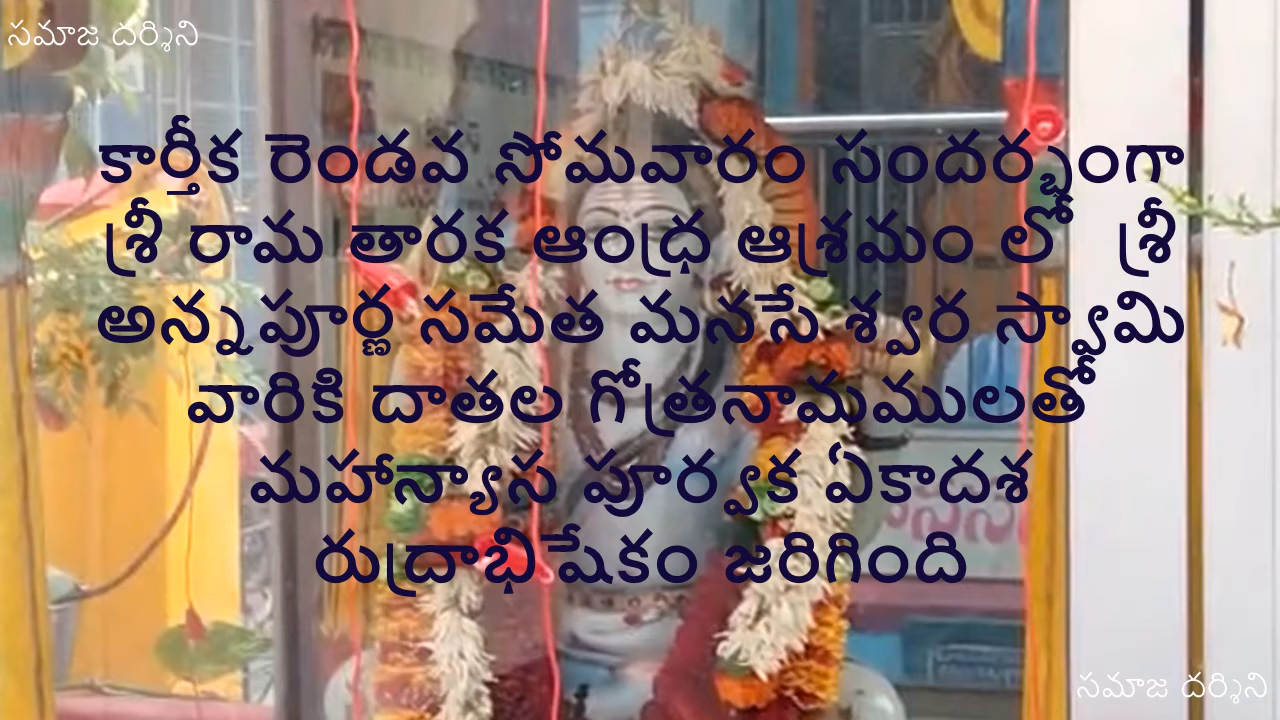 సమాజ దర్శిని
కార్తీక రెండవ సోమవారం సందర్భంగా
శ్రీ రామ తారక ఆంధ్ర ఆశ్రమం లో శ్రీ
అన్నపూర్ణ సమేత మనసే శ్వర స్వామి
వారికి దాతల గోత్రనామములతో
మహాన్యాస పూర్వక ఏకాదశ
రుద్రాభిషేకం జరిగింది
సమాజ దర్శిని